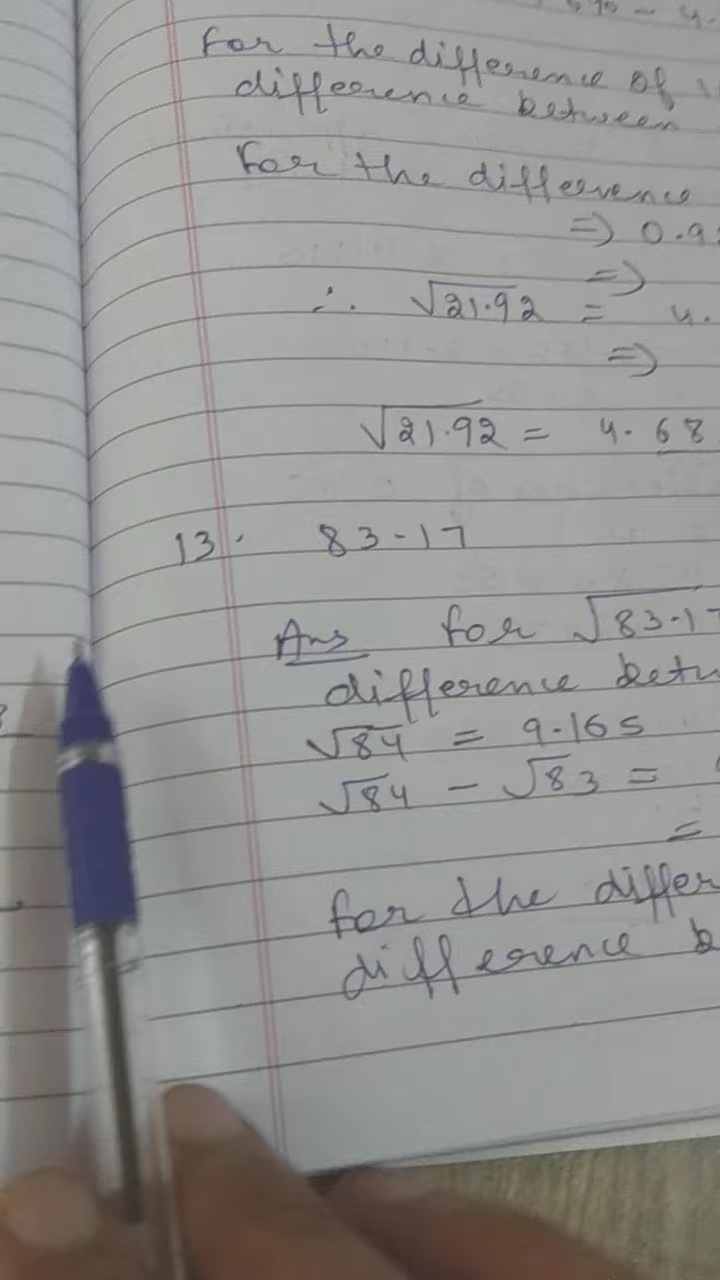 For the difference of
difference between
For the difference
⇒ 0.9
⇒
∴ √21.92 = 4.
⇒
√21.92 = 4.68
13. 83.17
Ans for √83.1
difference betw
√84 = 9.165
√84 - √83 =
=
for the differ
difference b